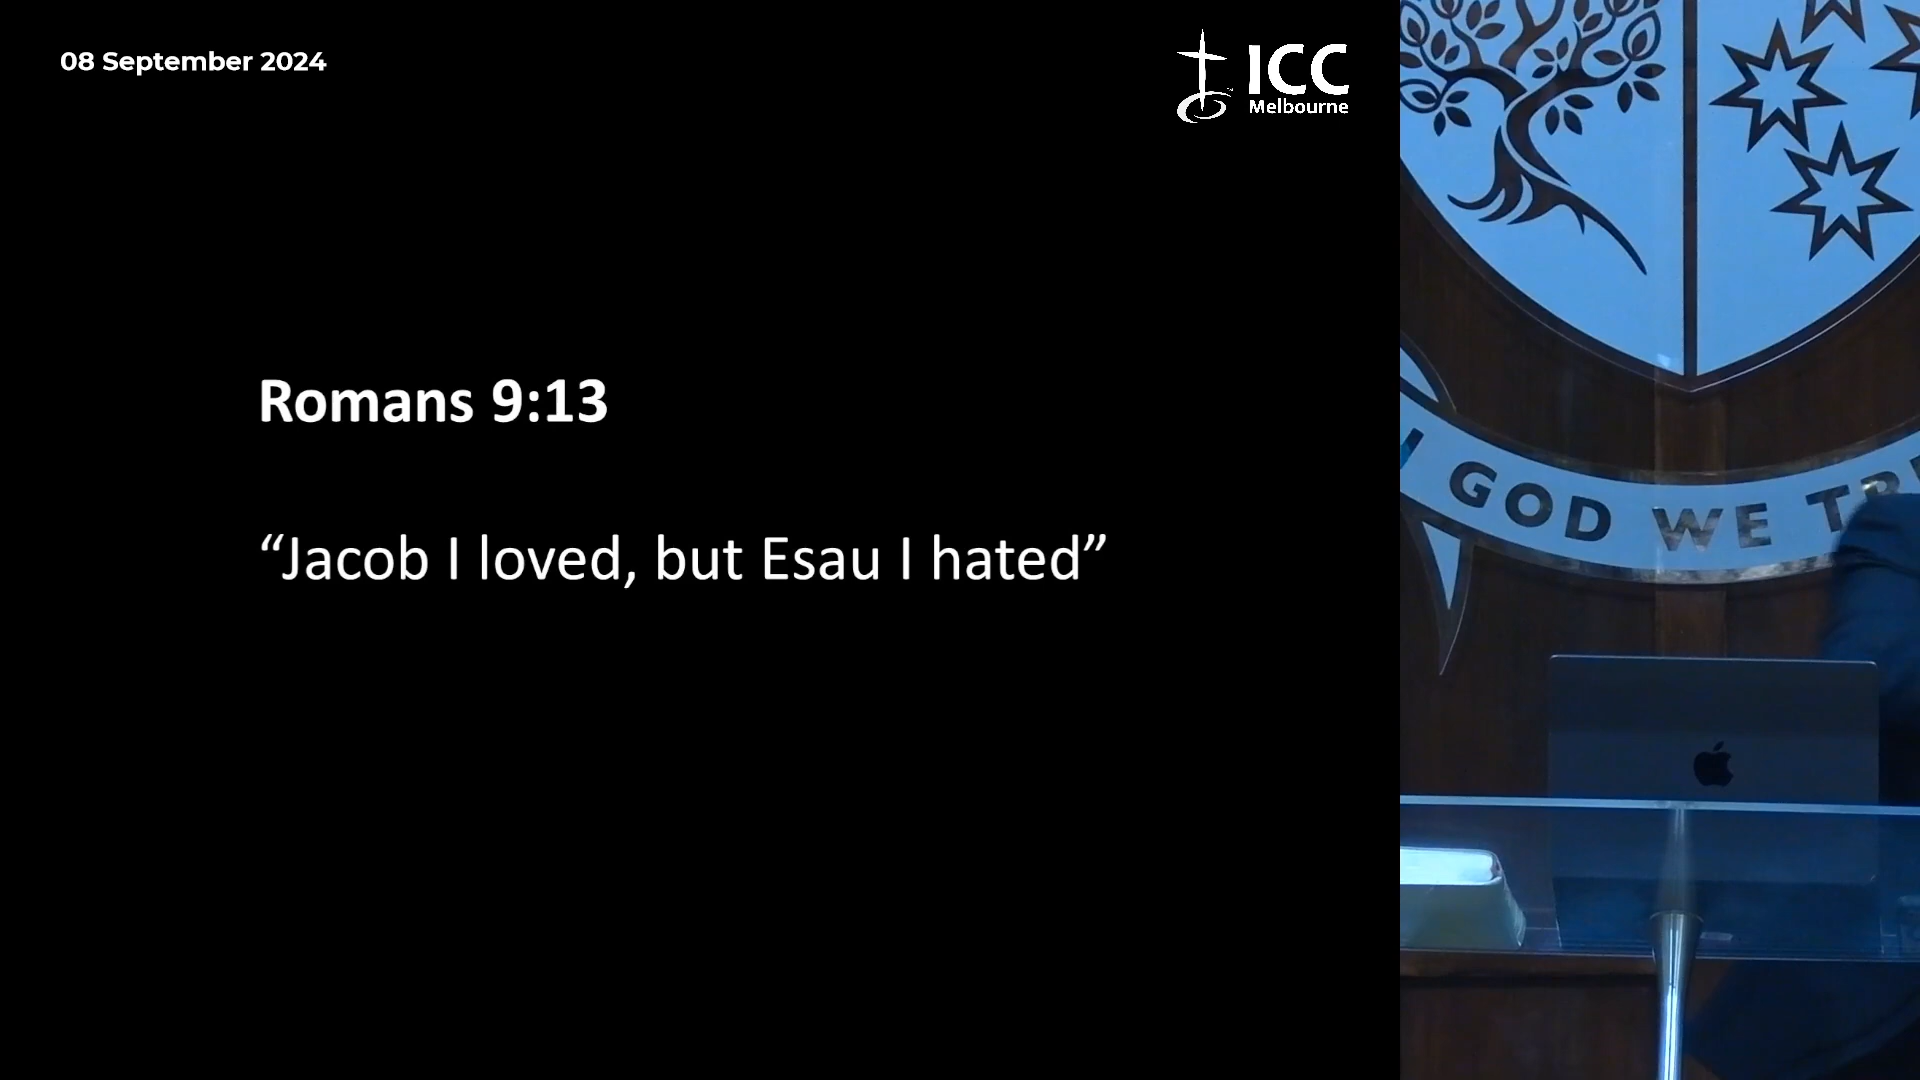 08 September 2024
ICC
Melbourne
Romans 9:13
“Jacob I loved, but Esau I hated”
GOD WE